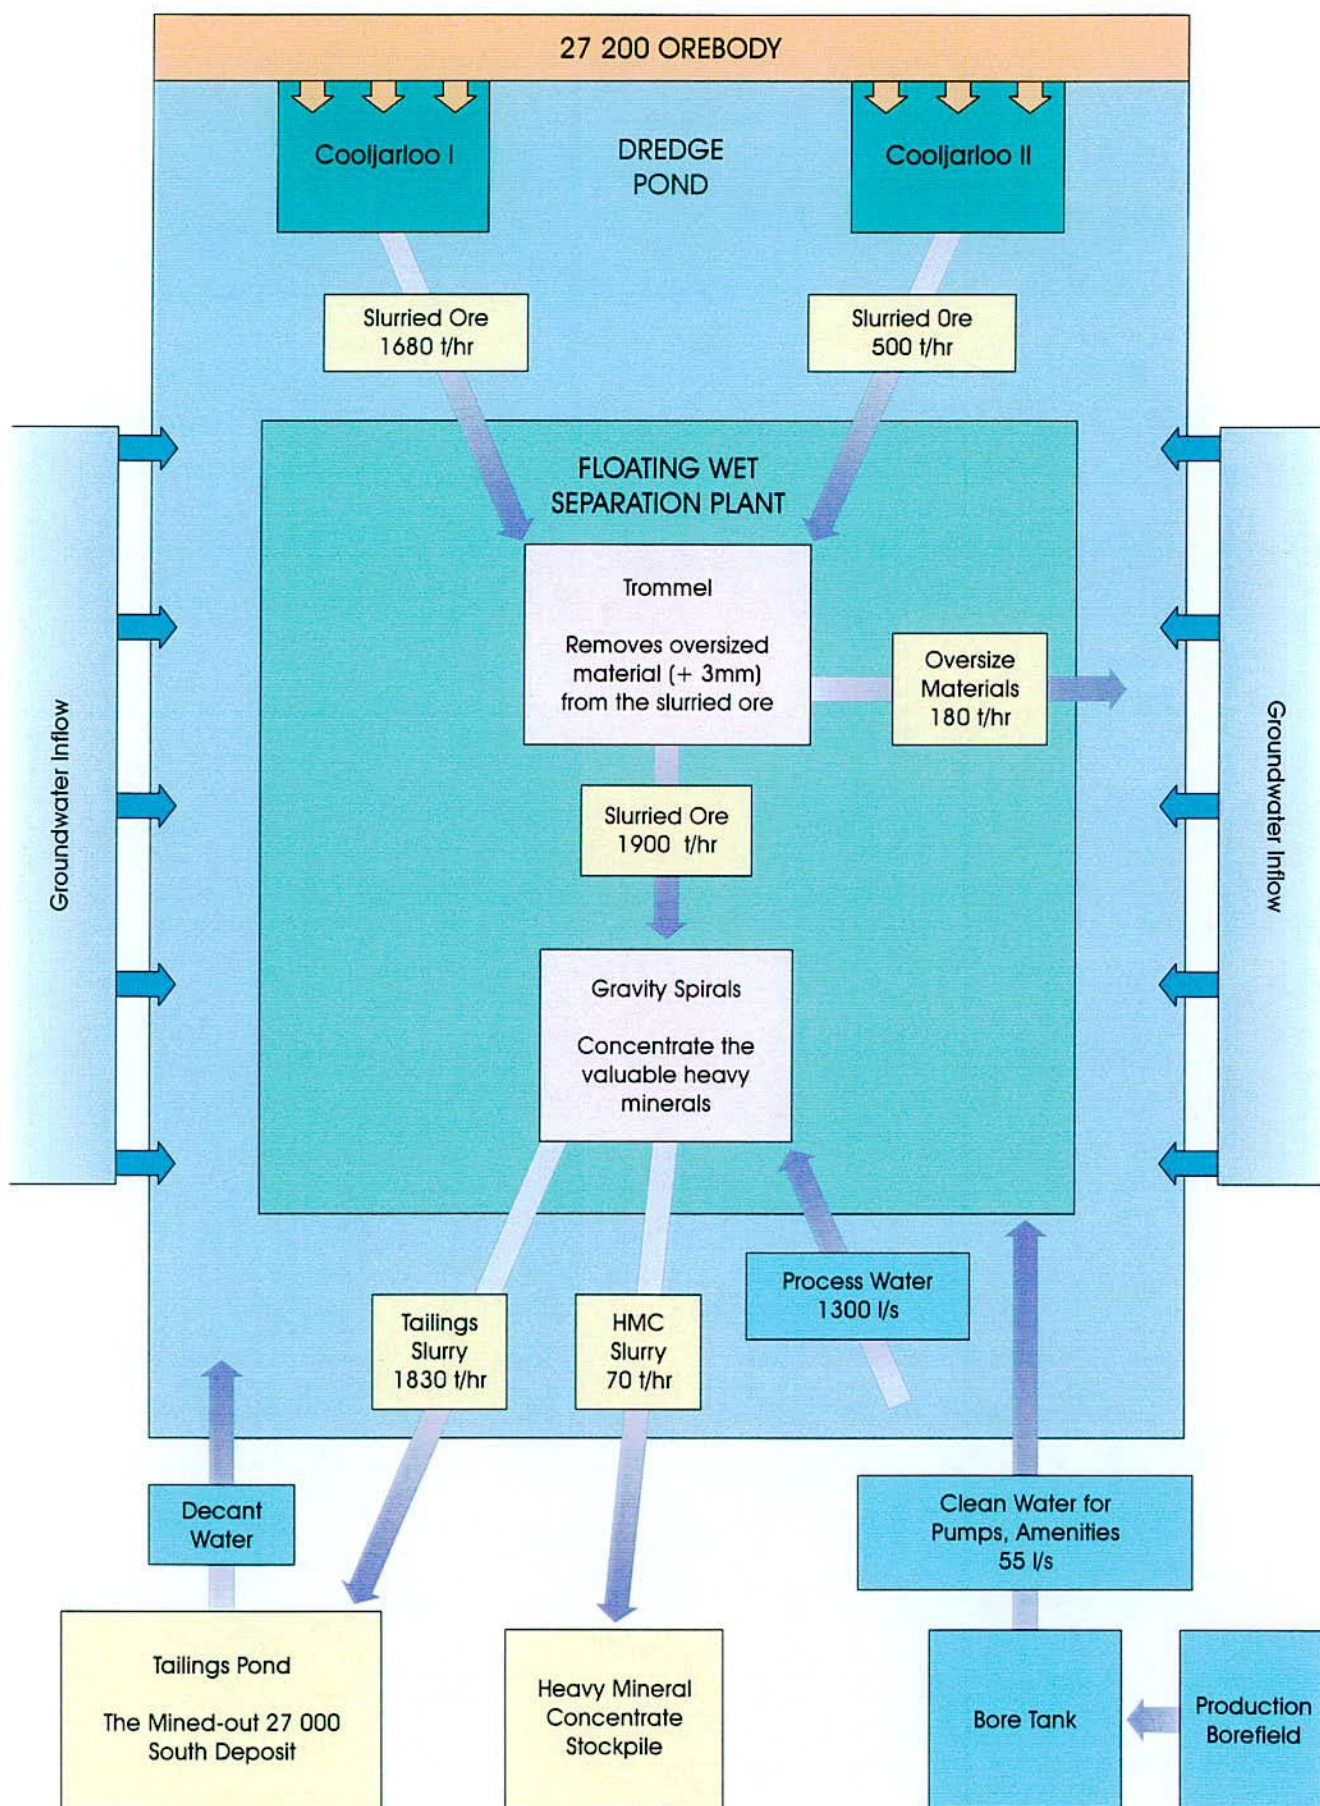 27 200 OREBODY
Cooljarloo I
DREDGE
POND
Cooljarloo II
Slurried Ore
1680 t/hr
Slurried Ore
500 t/hr
FLOATING WET
SEPARATION PLANT
Trommel
Removes oversized
material (+ 3mm)
from the slurried ore
Oversize
Materials
180 t/hr
Groundwater Inflow
Groundwater Inflow
Slurried Ore
1900 t/hr
Gravity Spirals
Concentrate the
valuable heavy
minerals
Process Water
1300 l/s
Tailings
Slurry
1830 t/hr
HMC
Slurry
70 t/hr
Decant
Water
Clean Water for
Pumps, Amenities
55 l/s
Tailings Pond
The Mined-out 27 000
South Deposit
Heavy Mineral
Concentrate
Stockpile
Bore Tank
Production
Borefield